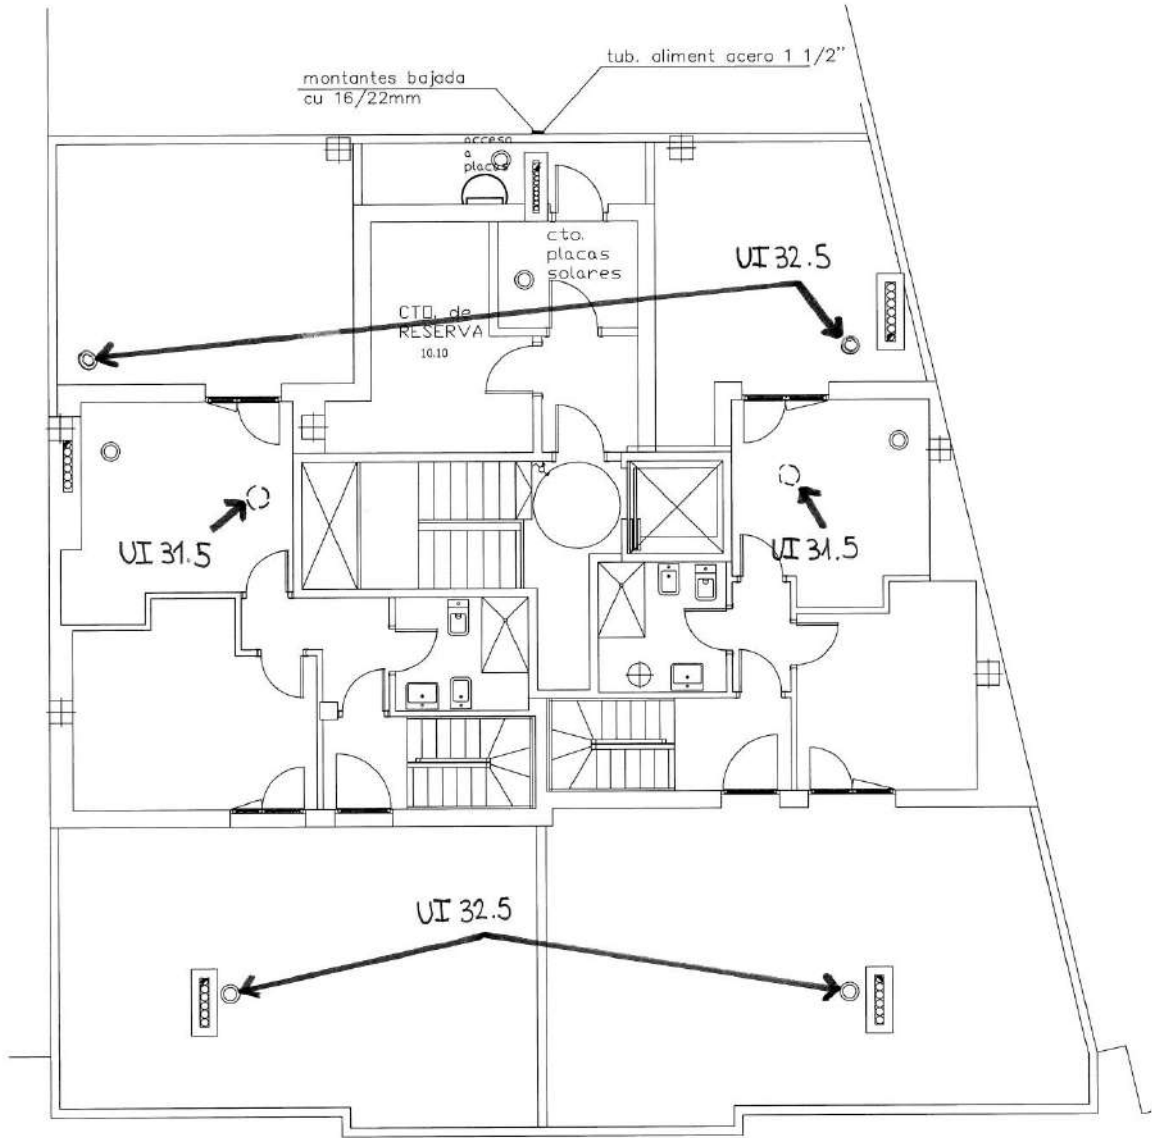 tub. aliment acero 1 1/2"
montantes bajada
cu 16/22mm
acceso
a
placas
cto.
placas
solares
UI 32.5
CTO. de
RESERVA
10.10
UI 31.5
UI 31.5
UI 32.5